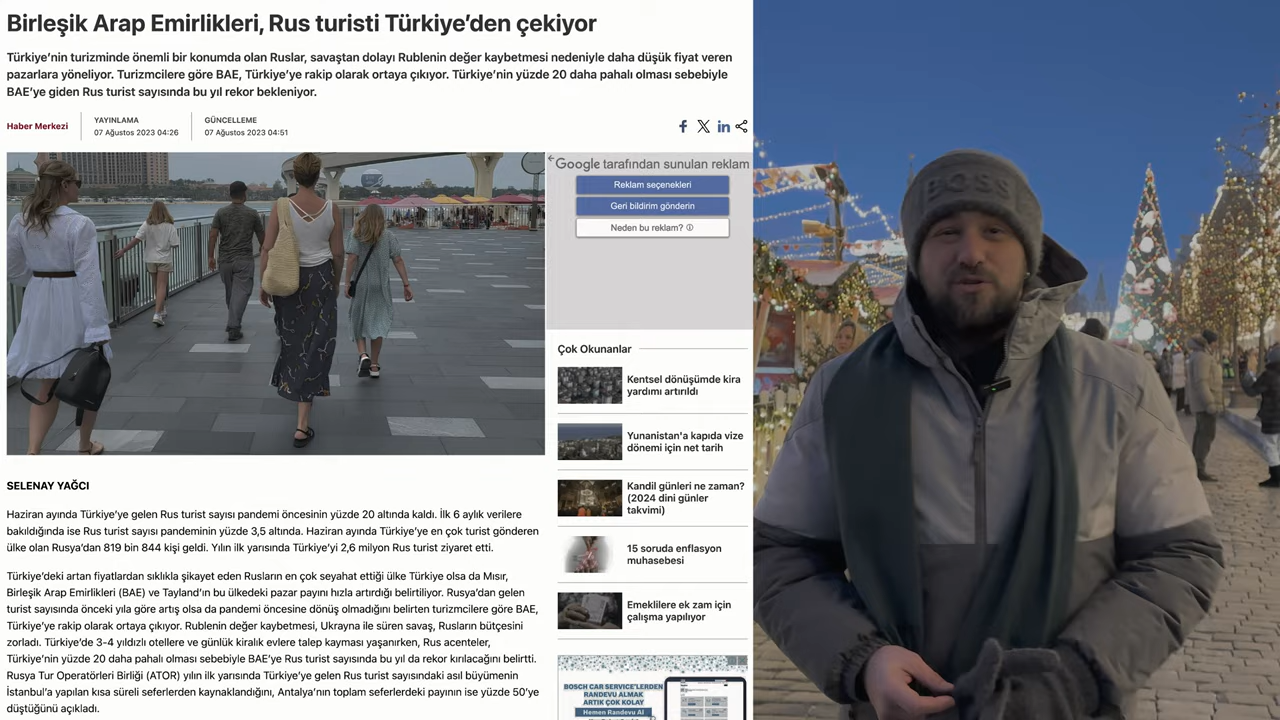 Birleşik Arap Emirlikleri, Rus turisti Türkiye’den çekiyor
Türkiye’nin turizminde önemli bir konumda olan Ruslar, savaştan dolayı Rublenin değer kaybetmesi nedeniyle daha düşük fiyat veren
pazarlara yöneliyor. Turizmcilere göre BAE, Türkiye’ye rakip olarak ortaya çıkıyor. Türkiye’nin yüzde 20 daha pahalı olması sebebiyle
BAE’ye giden Rus turist sayısında bu yıl rekor bekleniyor.
Haber Merkezi
YAYINLAMA
07 Ağustos 2023 04:26
GÜNCELLEME
07 Ağustos 2023 04:51
Google tarafından sunulan reklam
Reklam seçenekleri
Geri bildirim gönderin
Neden bu reklam?
Çok Okunanlar
Kentsel dönüşümde kira
yardımı artırıldı
Yunanistan'a kapıda vize
dönemi için net tarih
Kandil günleri ne zaman?
(2024 dini günler
takvimi)
15 soruda enflasyon
muhasebesi
Emeklilere ek zam için
çalışma yapılıyor
BOSCH CAR SERVICE'LERDEN
RANDEVU ALMAK
ARTIK ÇOK KOLAY
Hemen Randevu Al
SELENAY YAĞCI
Haziran ayında Türkiye’ye gelen Rus turist sayısı pandemi öncesinin yüzde 20 altında kaldı. İlk 6 aylık verilere
bakıldığında ise Rus turist sayısı pandeminin yüzde 3,5 altında. Haziran ayında Türkiye’ye en çok turist gönderen
ülke olan Rusya’dan 819 bin 844 kişi geldi. Yılın ilk yarısında Türkiye’yi 2,6 milyon Rus turist ziyaret etti.
Türkiye’deki artan fiyatlardan sıklıkla şikayet eden Rusların en çok seyahat ettiği ülke Türkiye olsa da Mısır,
Birleşik Arap Emirlikleri (BAE) ve Tayland’ın bu ülkedeki pazar payını hızla artırdığı belirtiliyor. Rusya’dan gelen
turist sayısında önceki yıla göre artış olsa da pandemi öncesine dönüş olmadığını belirten turizmcilere göre BAE,
Türkiye’ye rakip olarak ortaya çıkıyor. Rublenin değer kaybetmesi, Ukrayna ile süren savaş, Rusların bütçesini
zorladı. Türkiye’de 3-4 yıldızlı otellere ve günlük kiralık evlere talep kayması yaşanırken, Rus acenteler,
Türkiye’nin yüzde 20 daha pahalı olması sebebiyle BAE’ye Rus turist sayısında bu yıl da rekor kırılacağını belirtti.
Rusya Tur Operatörleri Birliği (ATOR) yılın ilk yarısında Türkiye’ye gelen Rus turist sayısındaki asıl büyümenin
İstanbul’a yapılan kısa süreli seferlerden kaynaklandığını, Antalya’nın toplam seferlerdeki payının ise yüzde 50’ye
düştüğünü açıkladı.
BOSS